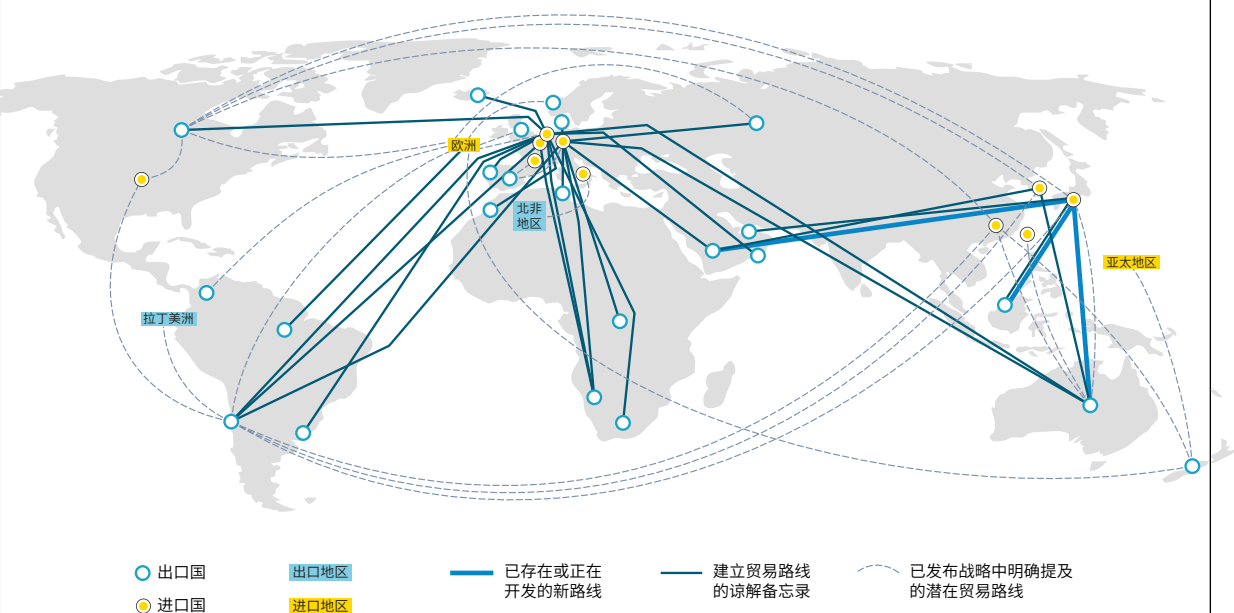 欧洲
北非
地区
亚太地区
拉丁美洲
出口国
出口地区
已存在或正在
开发的新路线
建立贸易路线
的谅解备忘录
已发布战略中明确提及
的潜在贸易路线
进口国
进口地区